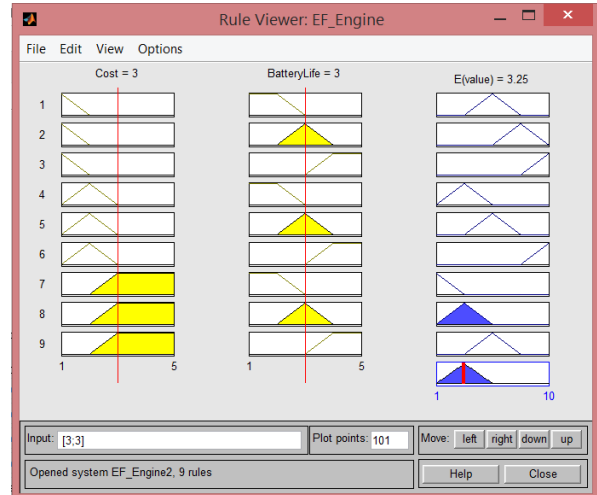 Rule Viewer: EF_Engine
File Edit View Options
Cost = 3 BatteryLife = 3 E(value) = 3.25
1
2
3
4
5
6
7
8
9
1 5 1 5
1 10
Input: [3;3] Plot points: 101 Move: left right down up
Opened system EF_Engine2, 9 rules Help Close